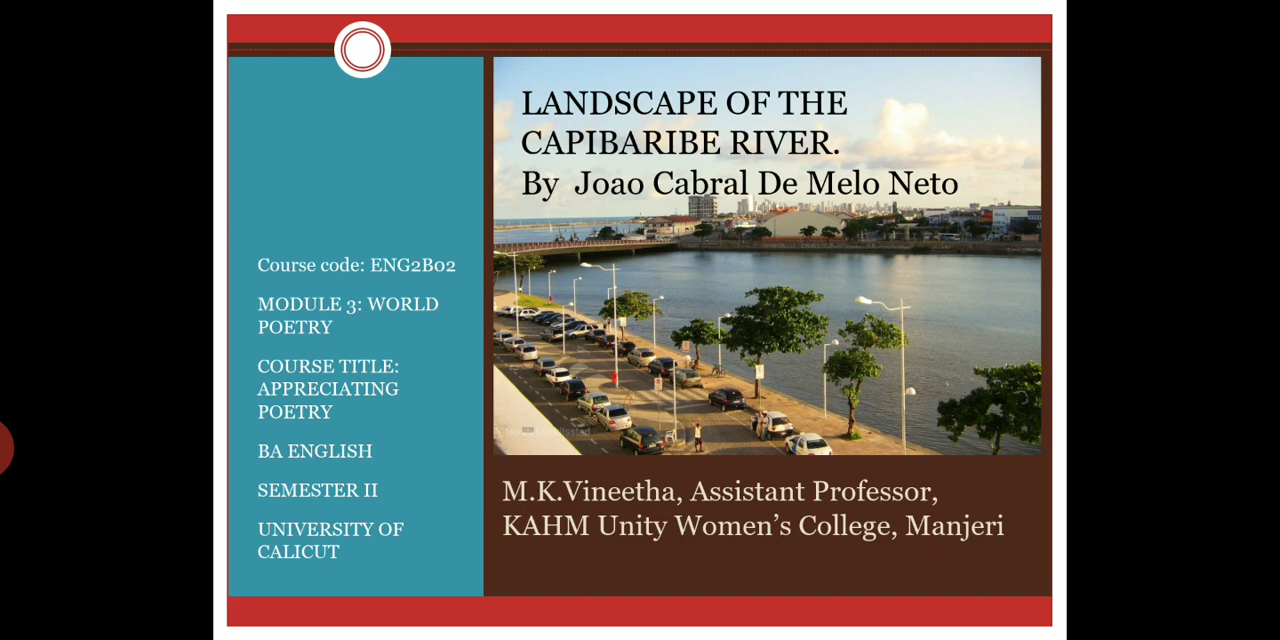 LANDSCAPE OF THE
CAPIBARIBE RIVER.
By Joao Cabral De Melo Neto
Course code: ENG2B02
MODULE 3: WORLD
POETRY
COURSE TITLE:
APPRECIATING
POETRY
BA ENGLISH
SEMESTER II
UNIVERSITY OF
CALICUT
M.K.Vineetha, Assistant Professor,
KAHM Unity Women's College, Manjeri